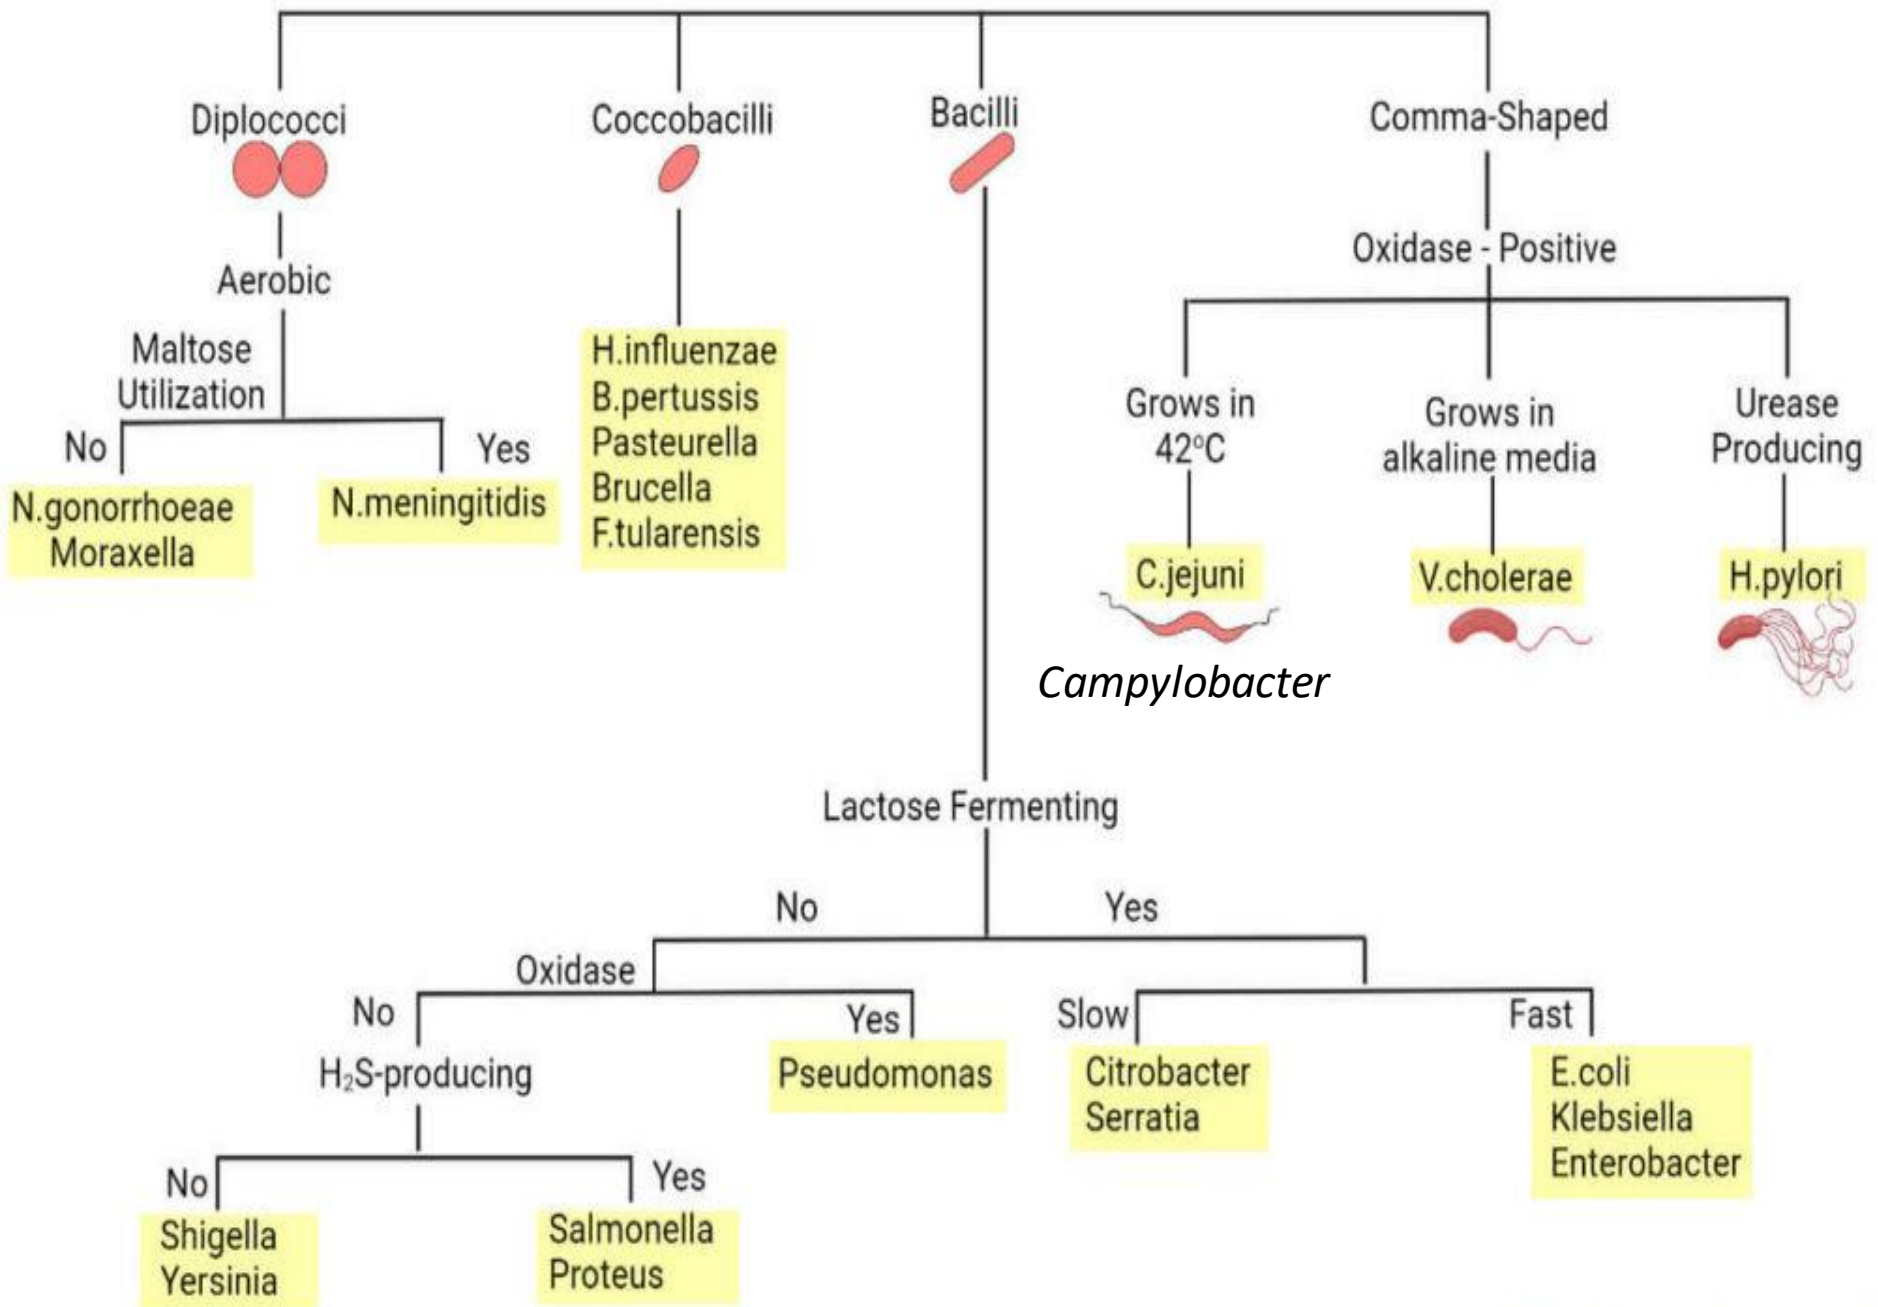 Diplococci
Coccobacilli
Bacilli
Comma-Shaped
Aerobic
Maltose
Utilization
No
Yes
N.gonorrhoeae
Moraxella
N.meningitidis
H.influenzae
B.pertussis
Pasteurella
Brucella
F.tularensis
Oxidase - Positive
Grows in
42°C
C.jejuni
Campylobacter
Grows in
alkaline media
V.cholerae
Urease
Producing
H.pylori
Lactose Fermenting
No
Yes
Oxidase
No
Yes
H₂S-producing
Pseudomonas
No
Yes
Shigella
Yersinia
Salmonella
Proteus
Slow
Fast
Citrobacter
Serratia
E.coli
Klebsiella
Enterobacter